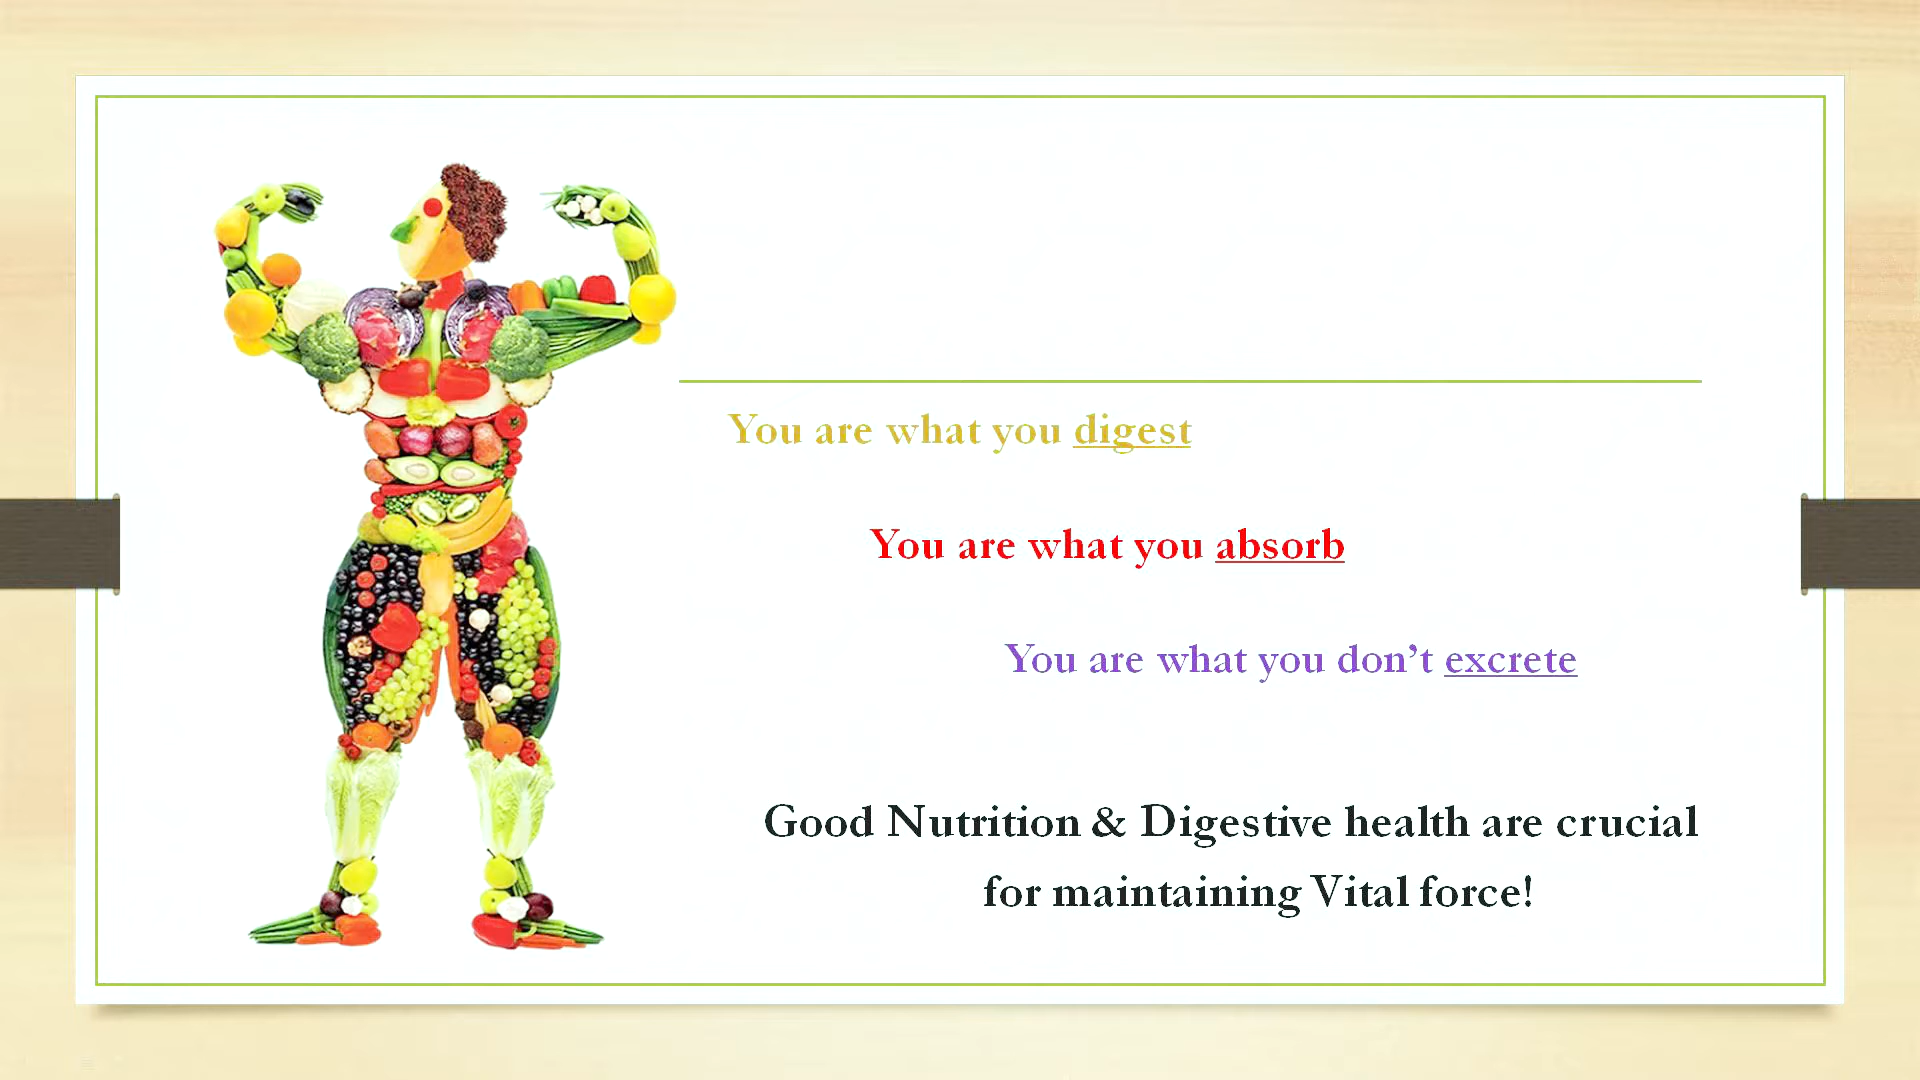 You are what you digest
You are what you absorb
You are what you don’t excrete
Good Nutrition & Digestive health are crucial
for maintaining Vital force!